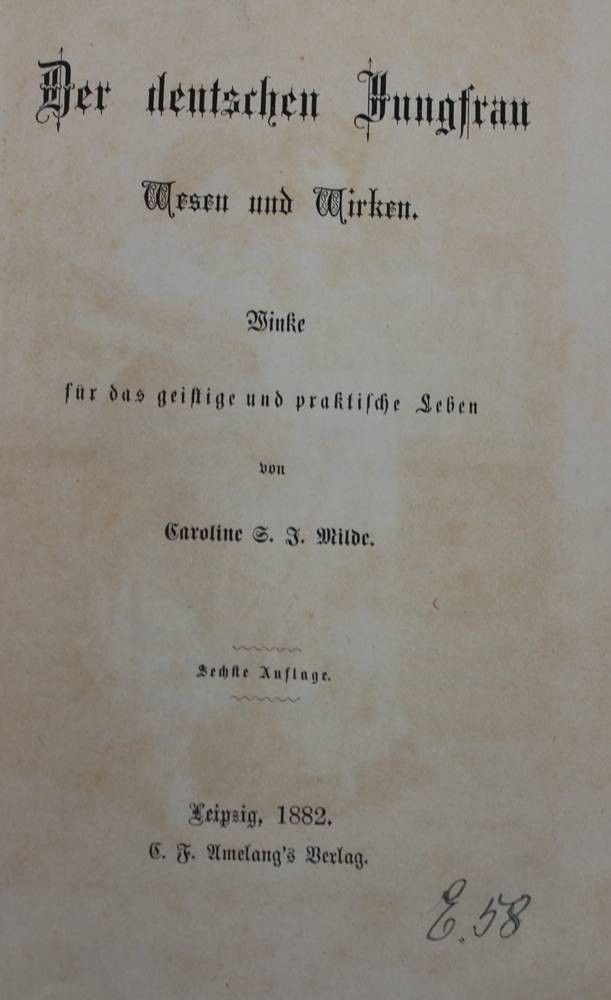 Der deutschen Jungfrau
Wesen und Wirken.
Winke
für das geistige und praktische Leben
von
Caroline S. J. Milde.
Sechste Auflage.
Leipzig, 1882.
C. F. Amelang's Verlag.
E. 58